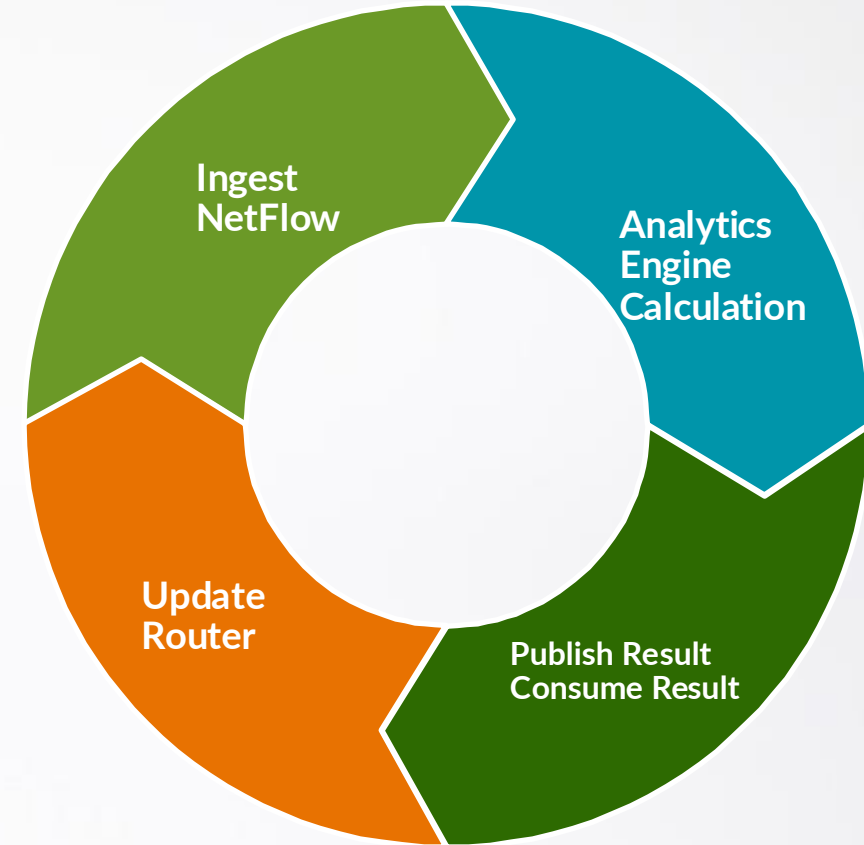 Ingest
NetFlow
Analytics
Engine
Calculation
Publish Result
Consume Result
Update
Router